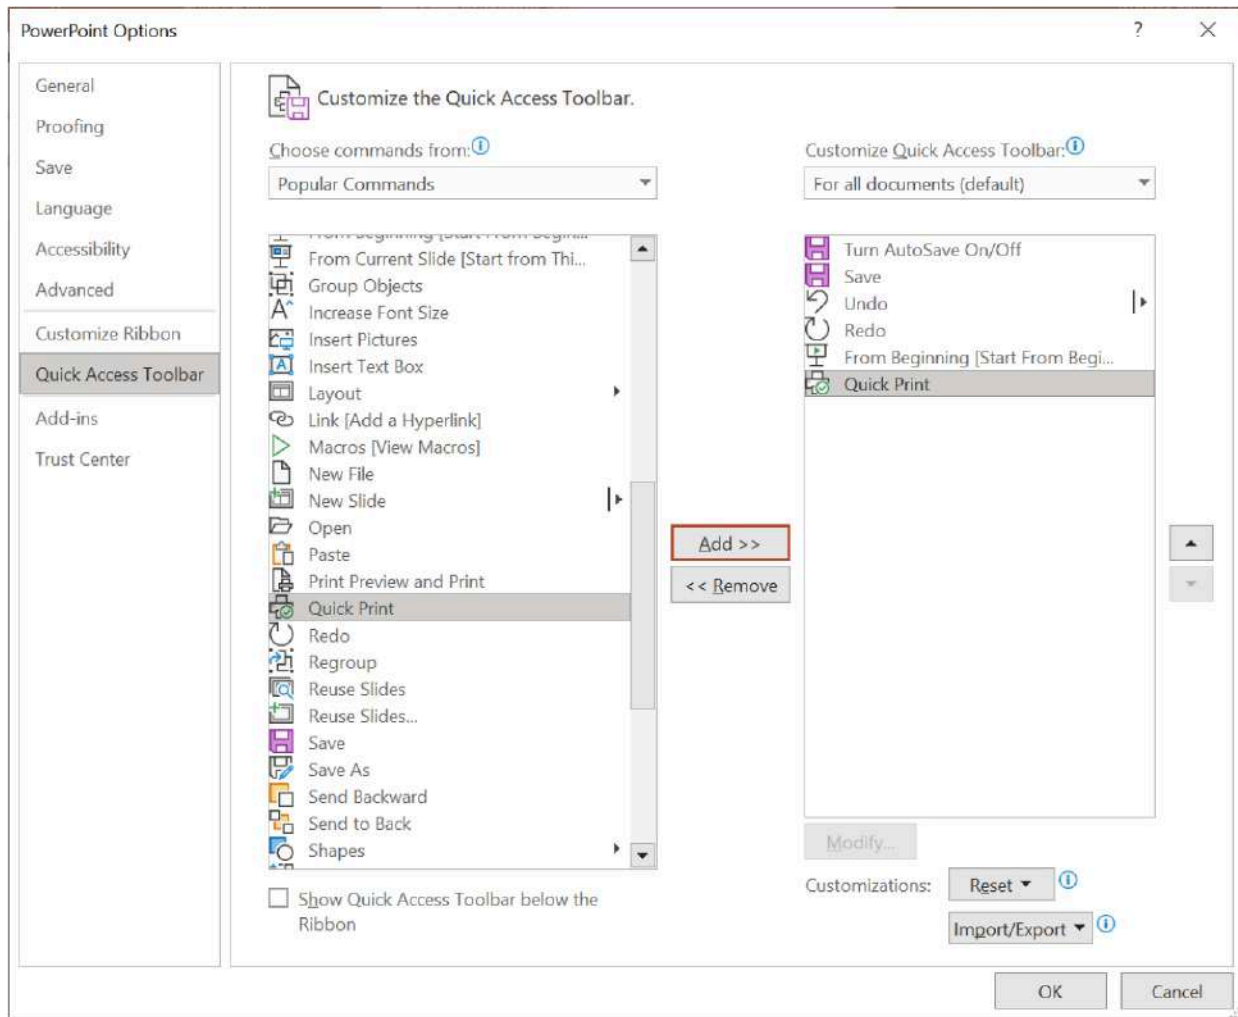 PowerPoint Options
?
General
Proofing
Save
Language
Accessibility
Advanced
Customize Ribbon
Quick Access Toolbar
Add-ins
Trust Center
Customize the Quick Access Toolbar.
Choose commands from:
Popular Commands
From Beginning [Start From Begin...
From Current Slide [Start from Thi...
Group Objects
Increase Font Size
Insert Pictures
Insert Text Box
Layout
Link [Add a Hyperlink]
Macros [View Macros]
New File
New Slide
Open
Paste
Print Preview and Print
Quick Print
Redo
Regroup
Reuse Slides
Reuse Slides...
Save
Save As
Send Backward
Send to Back
Shapes
Show Quick Access Toolbar below the
Ribbon
Add >>
<< Remove
Customize Quick Access Toolbar:
For all documents (default)
Turn AutoSave On/Off
Save
Undo
Redo
From Beginning [Start From Begi...
Quick Print
Modify...
Customizations:
Reset
Import/Export
OK
Cancel